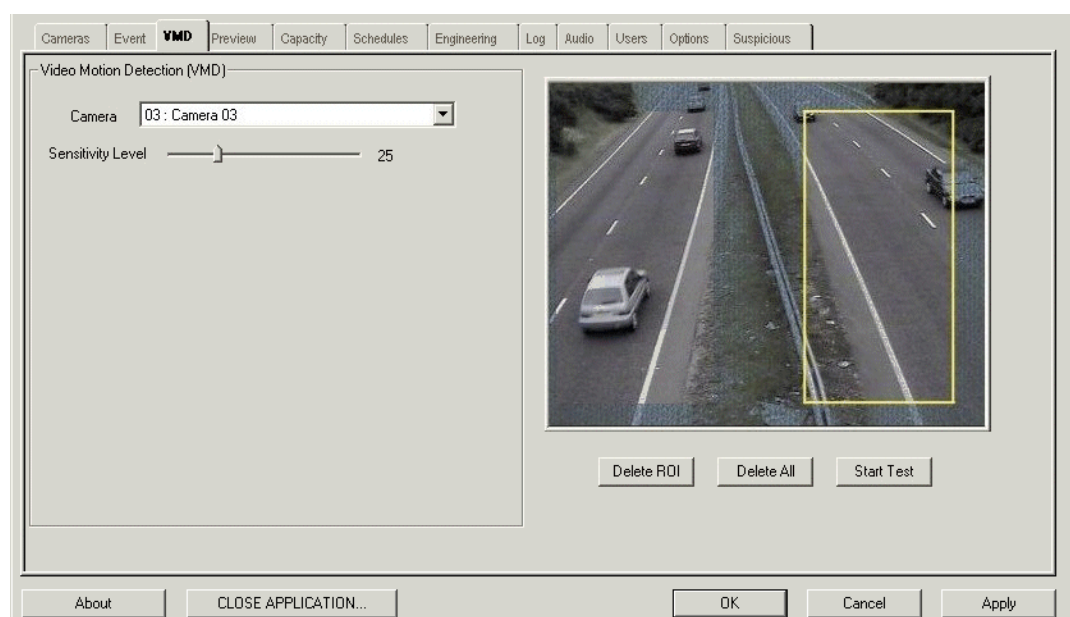 Cameras Event VMD Preview Capacity Schedules Engineering Log Audio Users Options Suspicious
Video Motion Detection (VMD)
Camera 03 : Camera 03
Sensitivity Level 25
Delete ROI Delete All Start Test
About CLOSE APPLICATION... OK Cancel Apply